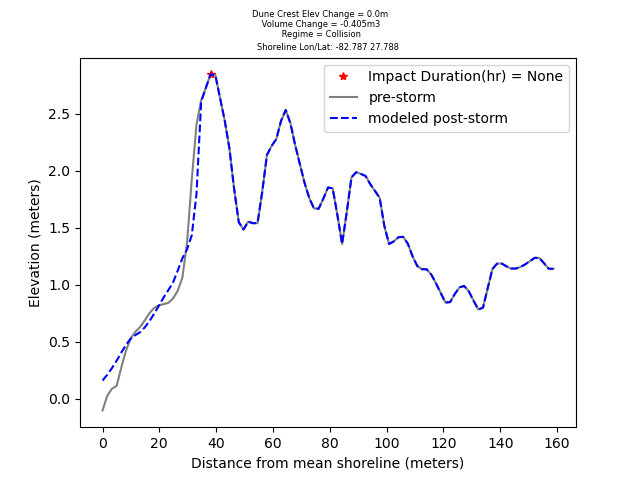 Dune Crest Elev Change = 0.0m
Volume Change = -0.405m3
Regime = Collision
Shoreline Lon/Lat: -82.787 27.788
Impact Duration(hr) = None
pre-storm
modeled post-storm
Elevation (meters)
2.5
2.0
1.5
1.0
0.5
0.0
0 20 40 60 80 100 120 140 160
Distance from mean shoreline (meters)